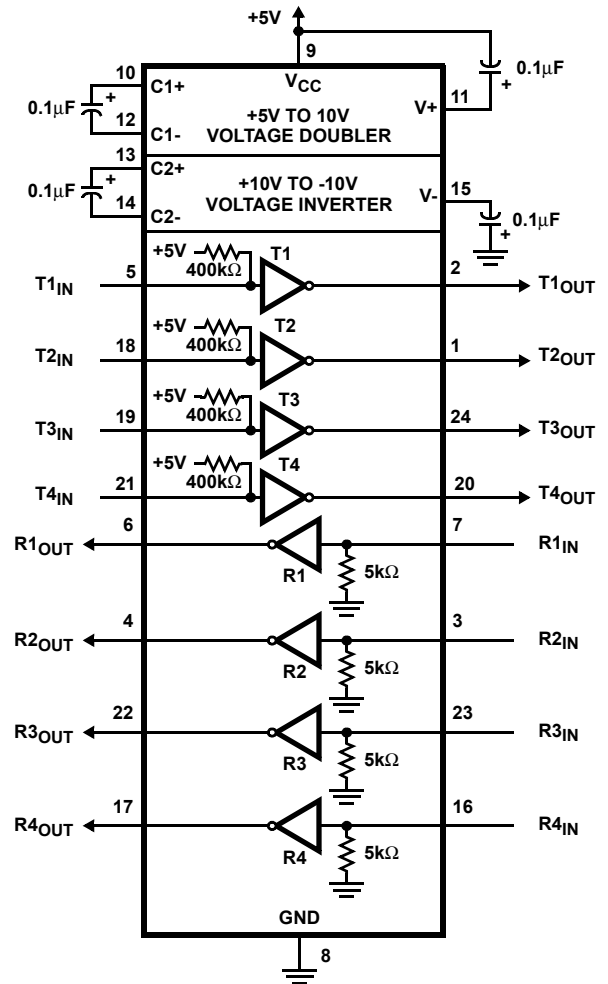 +5V
9
VCC
10
C1+
0.1μF
+
12
C1-
+5V TO 10V
VOLTAGE DOUBLER
V+
11
+
0.1μF
13
C2+
0.1μF
+
14
C2-
+10V TO -10V
VOLTAGE INVERTER
V-
15
+
0.1μF
T1IN
5
+5V
400kΩ
T1
2
T1OUT
T2IN
18
+5V
400kΩ
T2
1
T2OUT
T3IN
19
+5V
400kΩ
T3
24
T3OUT
T4IN
21
+5V
400kΩ
T4
20
T4OUT
R1OUT
6
R1
5kΩ
7
R1IN
R2OUT
4
R2
5kΩ
3
R2IN
R3OUT
22
R3
5kΩ
23
R3IN
R4OUT
17
R4
5kΩ
16
R4IN
GND
8